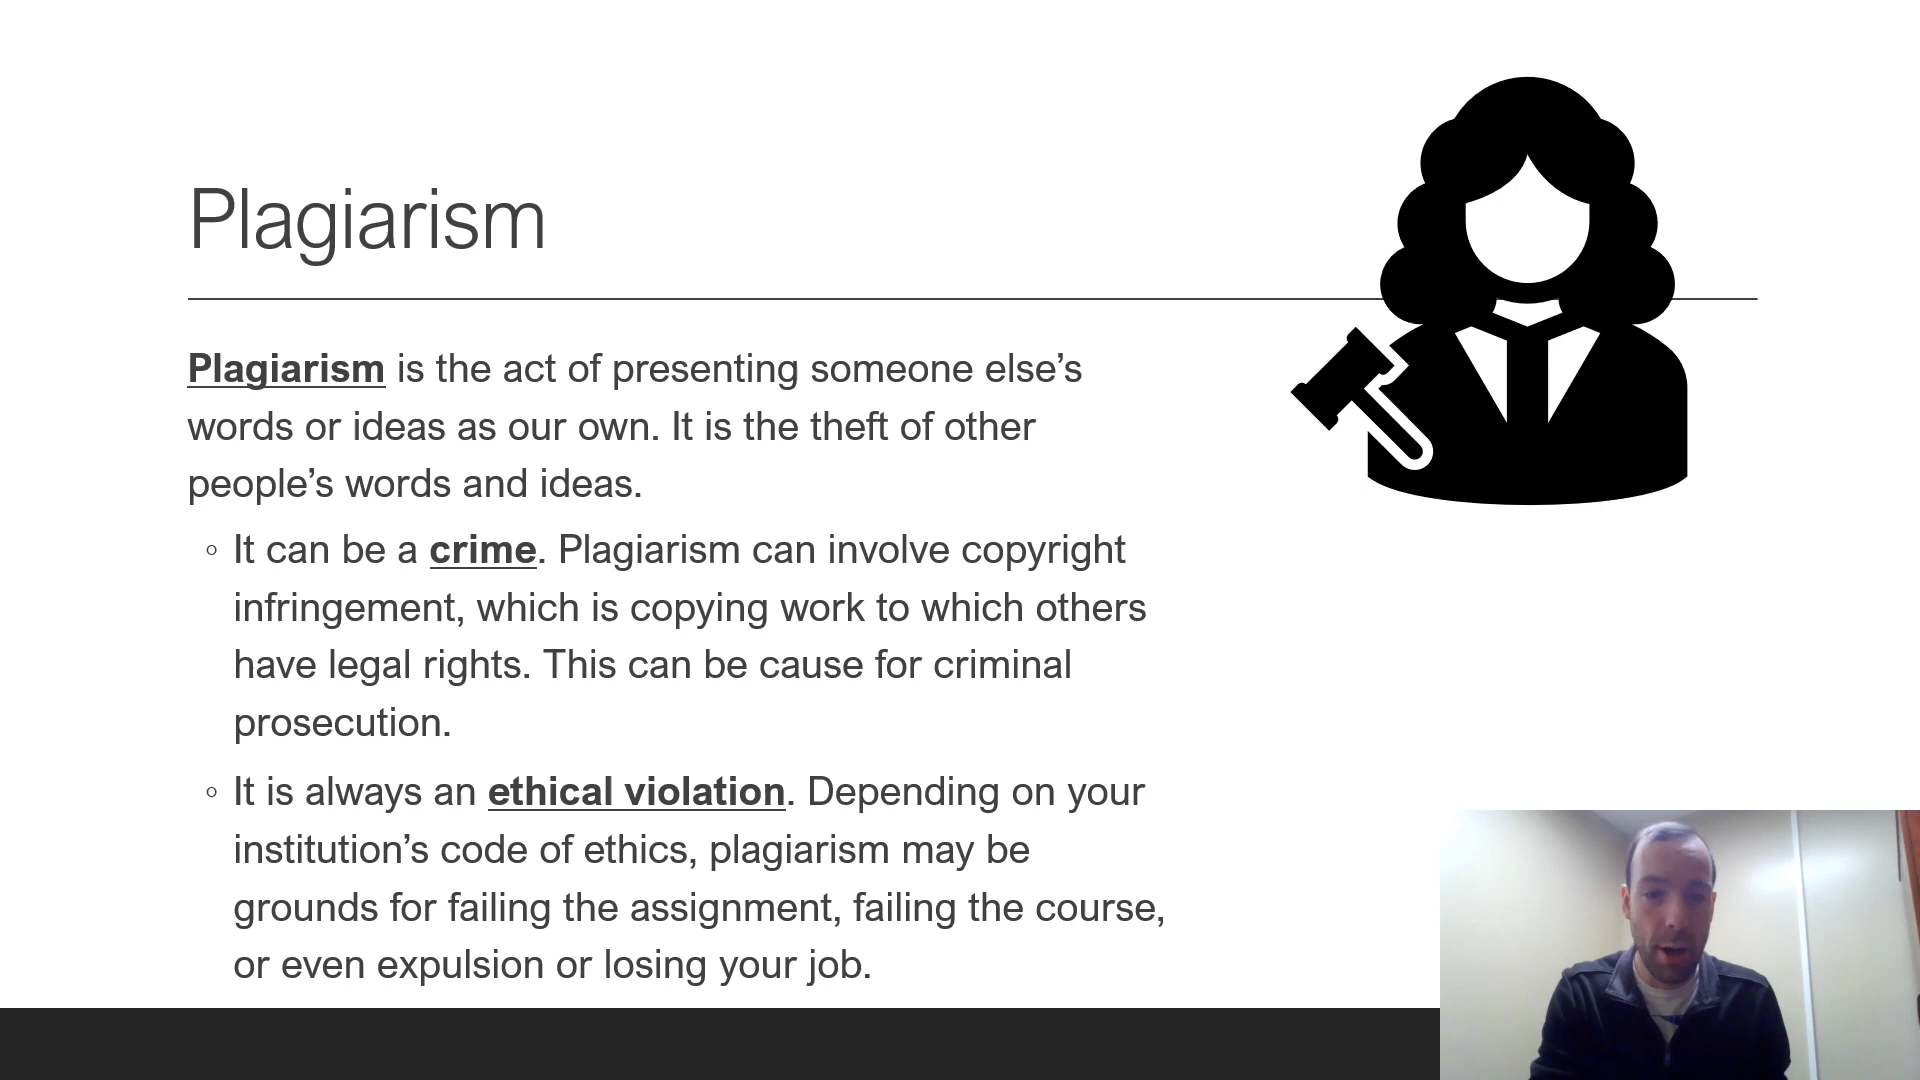 Plagiarism
Plagiarism is the act of presenting someone else’s
words or ideas as our own. It is the theft of other
people’s words and ideas.
◦ It can be a crime. Plagiarism can involve copyright
infringement, which is copying work to which others
have legal rights. This can be cause for criminal
prosecution.
◦ It is always an ethical violation. Depending on your
institution’s code of ethics, plagiarism may be
grounds for failing the assignment, failing the course,
or even expulsion or losing your job.